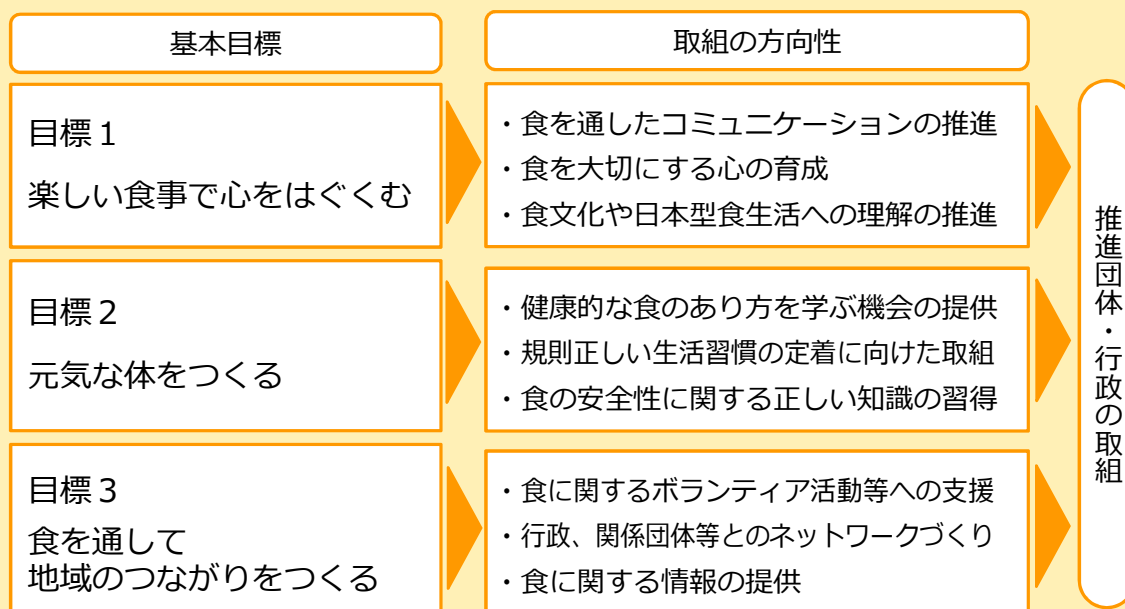 基本目標
取組の方向性
目標１
楽しい食事で心をはぐくむ
・食を通したコミュニケーションの推進
・食を大切にする心の育成
・食文化や日本型食生活への理解の推進
目標２
元気な体をつくる
・健康的な食のあり方を学ぶ機会の提供
・規則正しい生活習慣の定着に向けた取組
・食の安全性に関する正しい知識の習得
目標３
食を通して
地域のつながりをつくる
・食に関するボランティア活動等への支援
・行政、関係団体等とのネットワークづくり
・食に関する情報の提供
推進団体・行政の取組